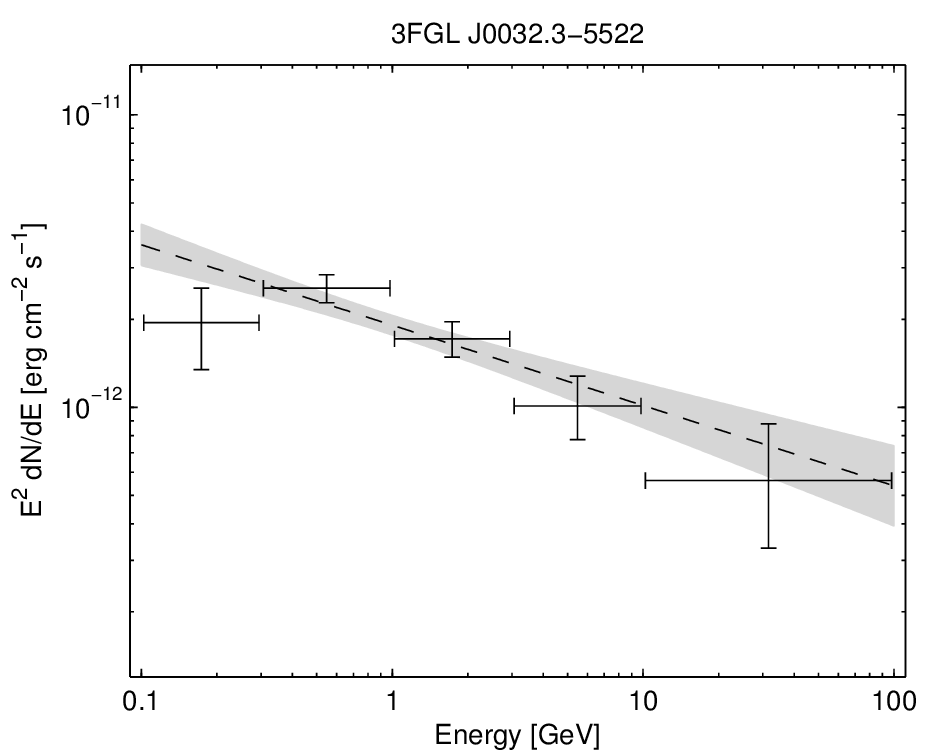 3FGL J0032.3−5522
10⁻¹¹
10⁻¹²
E² dN/dE [erg cm⁻² s⁻¹]
0.1 1 10 100
Energy [GeV]